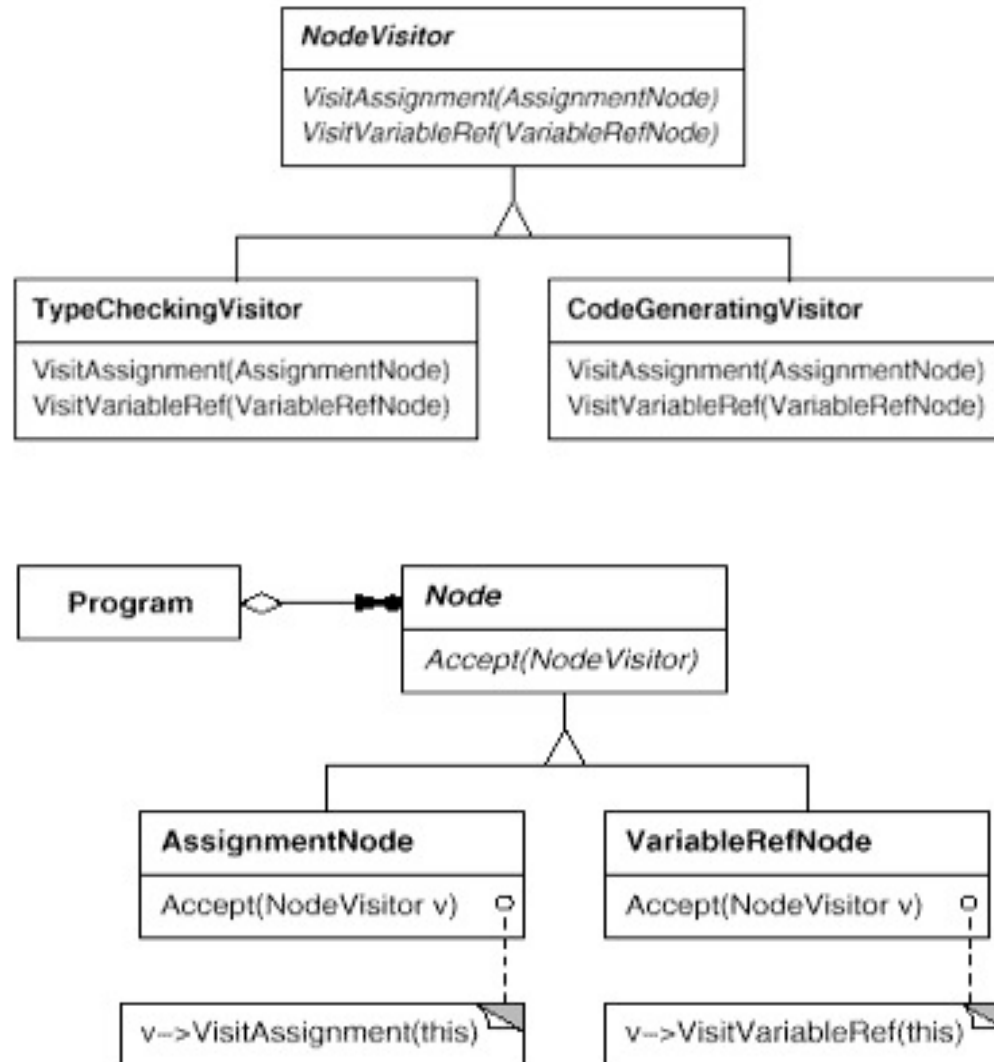 NodeVisitor
VisitAssignment(AssignmentNode)
VisitVariableRef(VariableRefNode)
TypeCheckingVisitor
VisitAssignment(AssignmentNode)
VisitVariableRef(VariableRefNode)
CodeGeneratingVisitor
VisitAssignment(AssignmentNode)
VisitVariableRef(VariableRefNode)
Program
Node
Accept(NodeVisitor)
AssignmentNode
Accept(NodeVisitor v)
VariableRefNode
Accept(NodeVisitor v)
v->VisitAssignment(this)
v->VisitVariableRef(this)